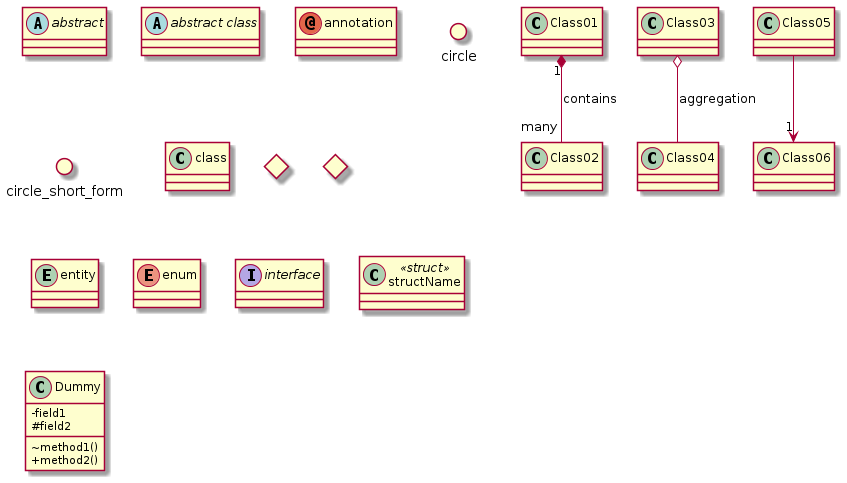 A abstract
A abstract class
@ annotation
circle
C Class01
C Class03
C Class05
1
contains
many
aggregation
1
C Class02
C Class04
C Class06
circle_short_form
C class
E entity
E enum
I interface
«struct»
C structName
C Dummy
-field1
#field2
~method1()
+method2()